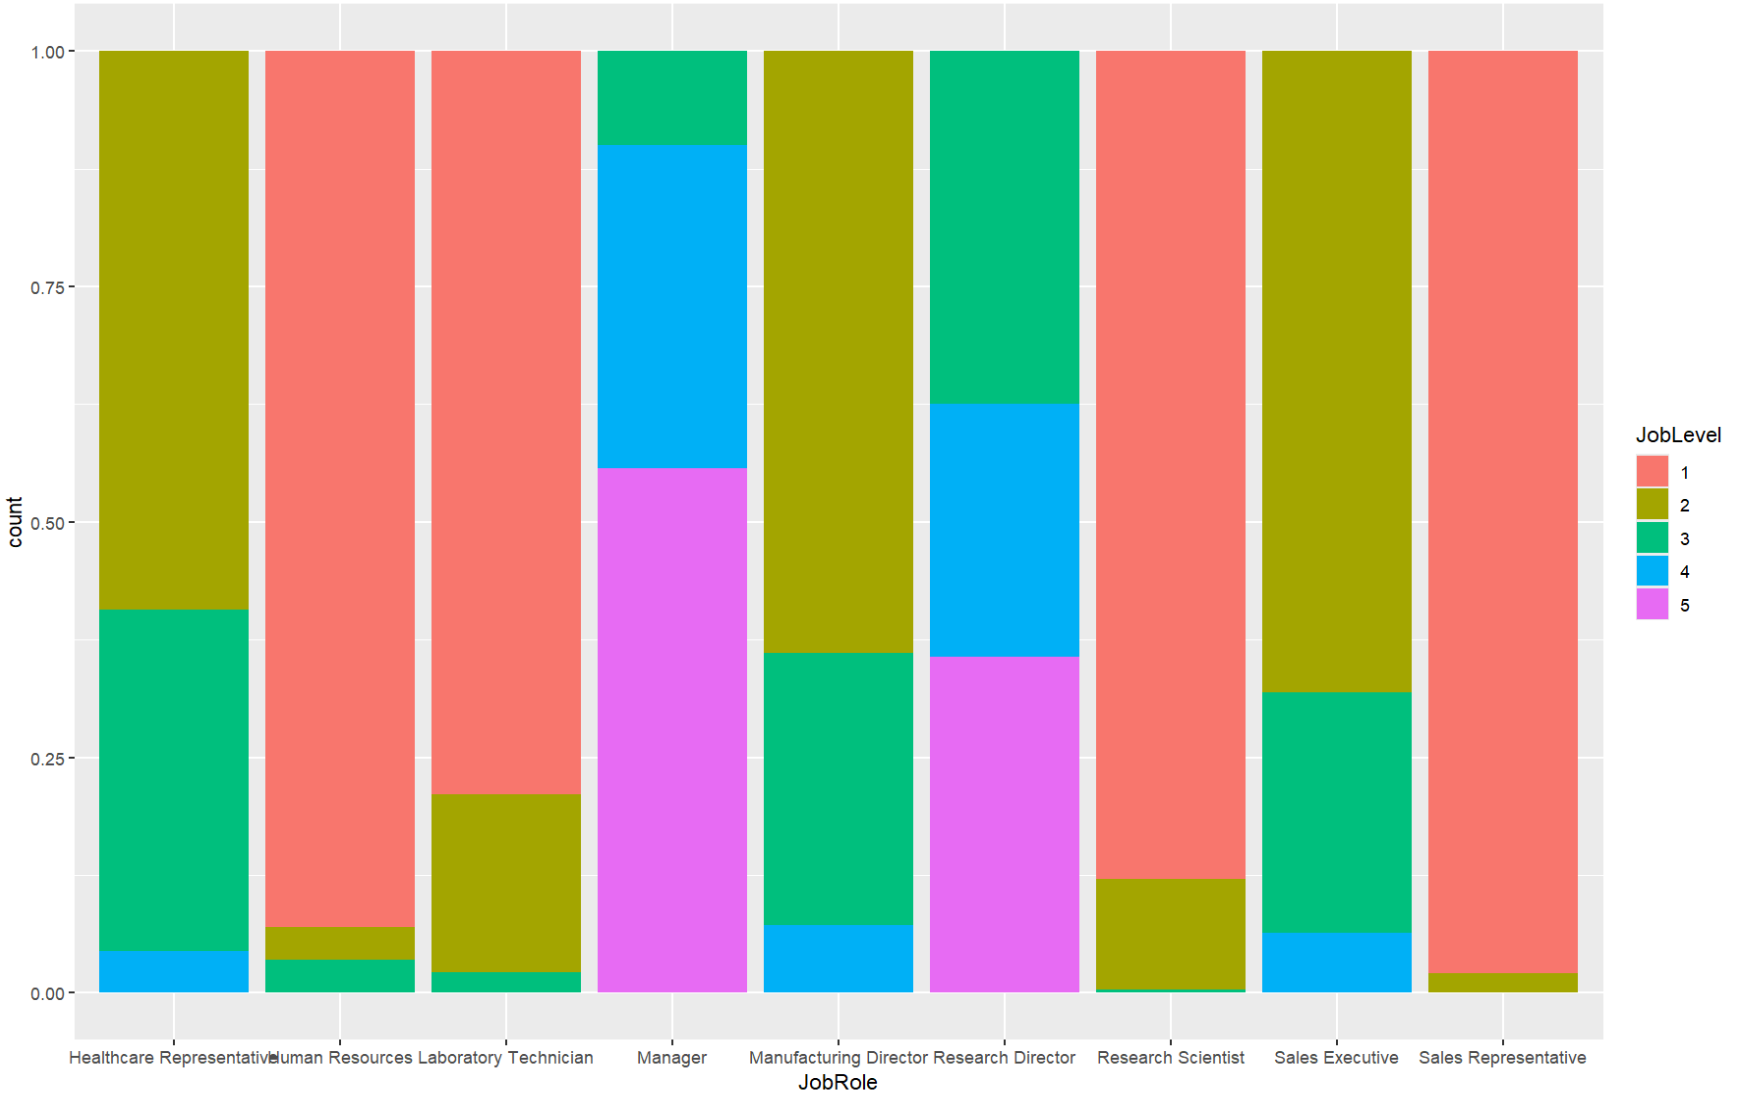 1.00
0.75
0.50
0.25
0.00
count
Healthcare Representative Human Resources Laboratory Technician Manager Manufacturing Director Research Director Research Scientist Sales Executive Sales Representative
JobRole
JobLevel
1
2
3
4
5